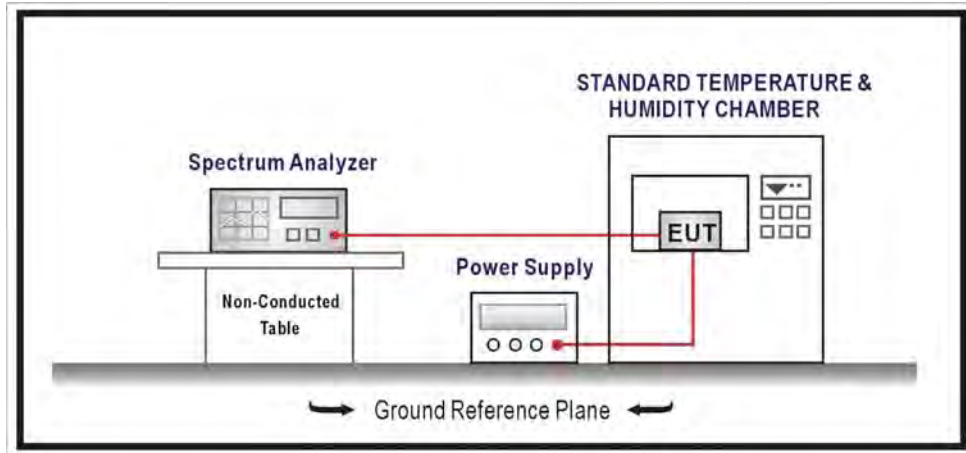 STANDARD TEMPERATURE &
HUMIDITY CHAMBER
Spectrum Analyzer
EUT
Power Supply
Non-Conducted
Table
Ground Reference Plane